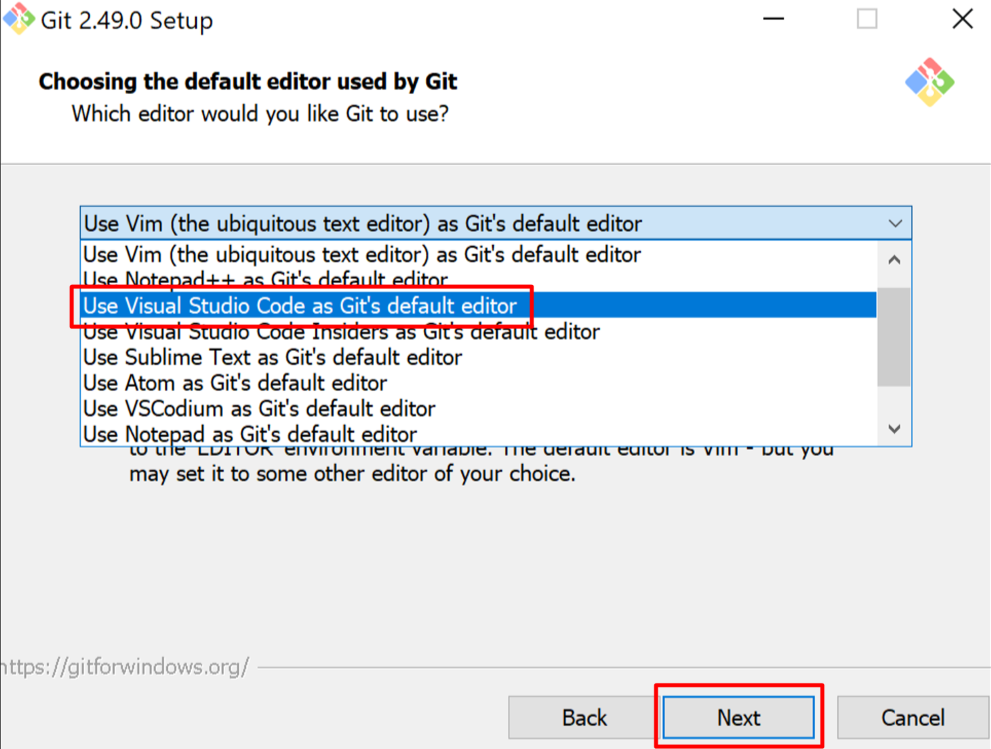 Git 2.49.0 Setup
Choosing the default editor used by Git
Which editor would you like Git to use?
Use Vim (the ubiquitous text editor) as Git's default editor
Use Vim (the ubiquitous text editor) as Git's default editor
Use Notepad++ as Git's default editor
Use Visual Studio Code as Git's default editor
Use Visual Studio Code Insiders as Git's default editor
Use Sublime Text as Git's default editor
Use Atom as Git's default editor
Use VSCodium as Git's default editor
Use Notepad as Git's default editor
to the 'EDITOR' environment variable. The default editor is Vim - but you
may set it to some other editor of your choice.
https://gitforwindows.org/
Back
Next
Cancel